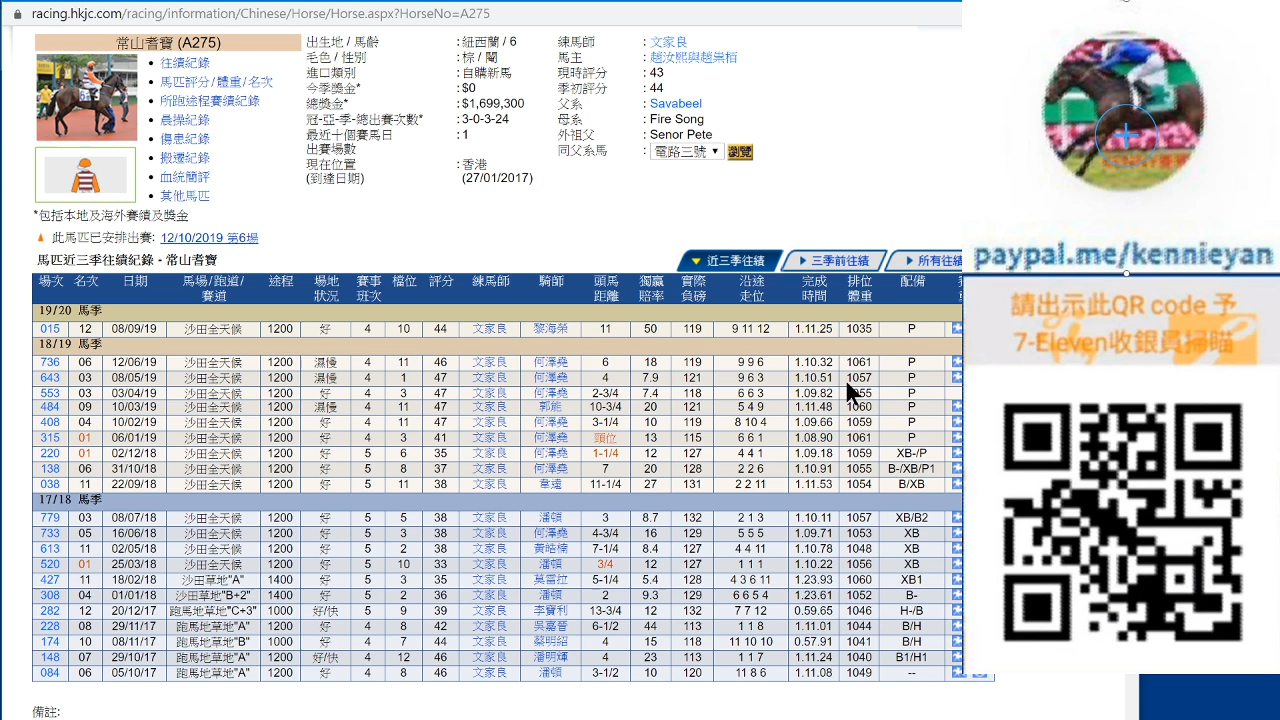 racing.hkjc.com/racing/information/Chinese/Horse/Horse.aspx?HorseNo=A275
常山耆寶 (A275)
往績紀錄
馬匹評分/體重/名次
所跑途程賽績紀錄
晨操紀錄
傷患紀錄
搬遷紀錄
血統簡評
其他馬匹
出生地 / 馬齡 : 紐西蘭 / 6
毛色 / 性別 : 棕 / 閹
進口類別 : 自購新馬
今季獎金* : $0
總獎金* : $1,699,300
冠-亞-季-總出賽次數* : 3-0-3-24
最近十個賽馬日 : 1
出賽場數
現在位置 : 香港
(到達日期) (27/01/2017)
練馬師 : 文家良
馬主 : 趙汝熙與趙崇栢
現時評分 : 43
季初評分 : 44
父系 : Savabeel
母系 : Fire Song
外祖父 : Senor Pete
同父系馬 : 電路三號 瀏覽
*包括本地及海外賽績及獎金
此馬匹已安排出賽: 12/10/2019 第6場
馬匹近三季往績紀錄 - 常山耆寶
近三季往績 三季前往績 所有往績
場次 名次 日期 馬場/跑道/賽道 途程 場地狀況 賽事班次 檔位 評分 練馬師 騎師 頭馬距離 獨贏賠率 實際負磅 沿途走位 完成時間 排位體重 配備
19/20 馬季
015 12 08/09/19 沙田全天候 1200 好 4 10 44 文家良 黎海榮 11 50 119 9 11 12 1.11.25 1035 P
18/19 馬季
736 06 12/06/19 沙田全天候 1200 濕慢 4 11 46 文家良 何澤堯 6 18 119 9 9 6 1.10.32 1061 P
643 03 08/05/19 沙田全天候 1200 濕慢 4 1 47 文家良 何澤堯 4 7.9 121 9 6 3 1.10.51 1057 P
553 03 03/04/19 沙田全天候 1200 好 4 3 47 文家良 何澤堯 2-3/4 7.4 118 6 6 3 1.09.82 55 P
484 09 10/03/19 沙田全天候 1200 濕慢 4 11 47 文家良 郭能 10-3/4 20 121 5 4 9 1.11.48 1060 P
408 04 10/02/19 沙田全天候 1200 好 4 11 47 文家良 何澤堯 3-1/4 10 119 8 10 4 1.09.66 1059 P
315 01 06/01/19 沙田全天候 1200 好 4 3 41 文家良 何澤堯 頭位 13 115 6 6 1 1.08.90 1061 P
220 01 02/12/18 沙田全天候 1200 好 5 6 35 文家良 何澤堯 1-1/4 12 127 4 4 1 1.09.18 1059 XB-/P
138 06 31/10/18 沙田全天候 1200 好 5 8 37 文家良 何澤堯 7 20 128 2 2 6 1.10.91 1055 B-/XB/P1
038 11 22/09/18 沙田全天候 1200 好 5 11 38 文家良 韋達 11-1/4 27 131 2 2 11 1.11.53 1054 B/XB
17/18 馬季
779 03 08/07/18 沙田全天候 1200 好 5 5 38 文家良 潘頓 3 8.7 132 2 1 3 1.10.11 1057 XB/B2
733 05 16/06/18 沙田全天候 1200 好 5 3 38 文家良 何澤堯 4-3/4 16 129 5 5 5 1.09.71 1053 XB
613 11 02/05/18 沙田全天候 1200 好 5 2 38 文家良 黃皓楠 7-1/4 8.4 127 4 4 11 1.10.78 1048 XB
520 01 25/03/18 沙田全天候 1200 好 5 10 33 文家良 潘頓 3/4 12 127 1 1 1 1.10.22 1056 XB
427 11 18/02/18 沙田草地"A" 1400 好 5 3 35 文家良 莫雷拉 5-1/4 5.4 128 4 3 6 11 1.23.93 1060 XB1
308 04 01/01/18 沙田草地"B+2" 1400 好 5 2 36 文家良 潘頓 2 9.3 129 6 6 5 4 1.23.61 1052 B-
282 12 20/12/17 跑馬地草地"C+3" 1000 好/快 5 9 39 文家良 李寶利 13-3/4 12 132 7 7 12 0.59.65 1046 H-/B
228 08 29/11/17 跑馬地草地"A" 1200 好 4 8 42 文家良 吳嘉晉 6-1/2 44 113 1 1 8 1.11.01 1044 B/H
174 10 08/11/17 跑馬地草地"B" 1000 好 4 7 44 文家良 蔡明紹 4 15 118 11 10 10 0.57.91 1041 B/H
148 07 29/10/17 跑馬地草地"A" 1200 好/快 4 12 46 文家良 潘明輝 4 23 113 1 1 7 1.11.24 1040 B1/H1
084 06 05/10/17 跑馬地草地"A" 1200 好 4 8 46 文家良 潘頓 3-1/2 10 120 11 8 6 1.11.08 1049 --
備註:
paypal.me/kennieyan
請出示此QR code 予
7-Eleven收銀員掃瞄